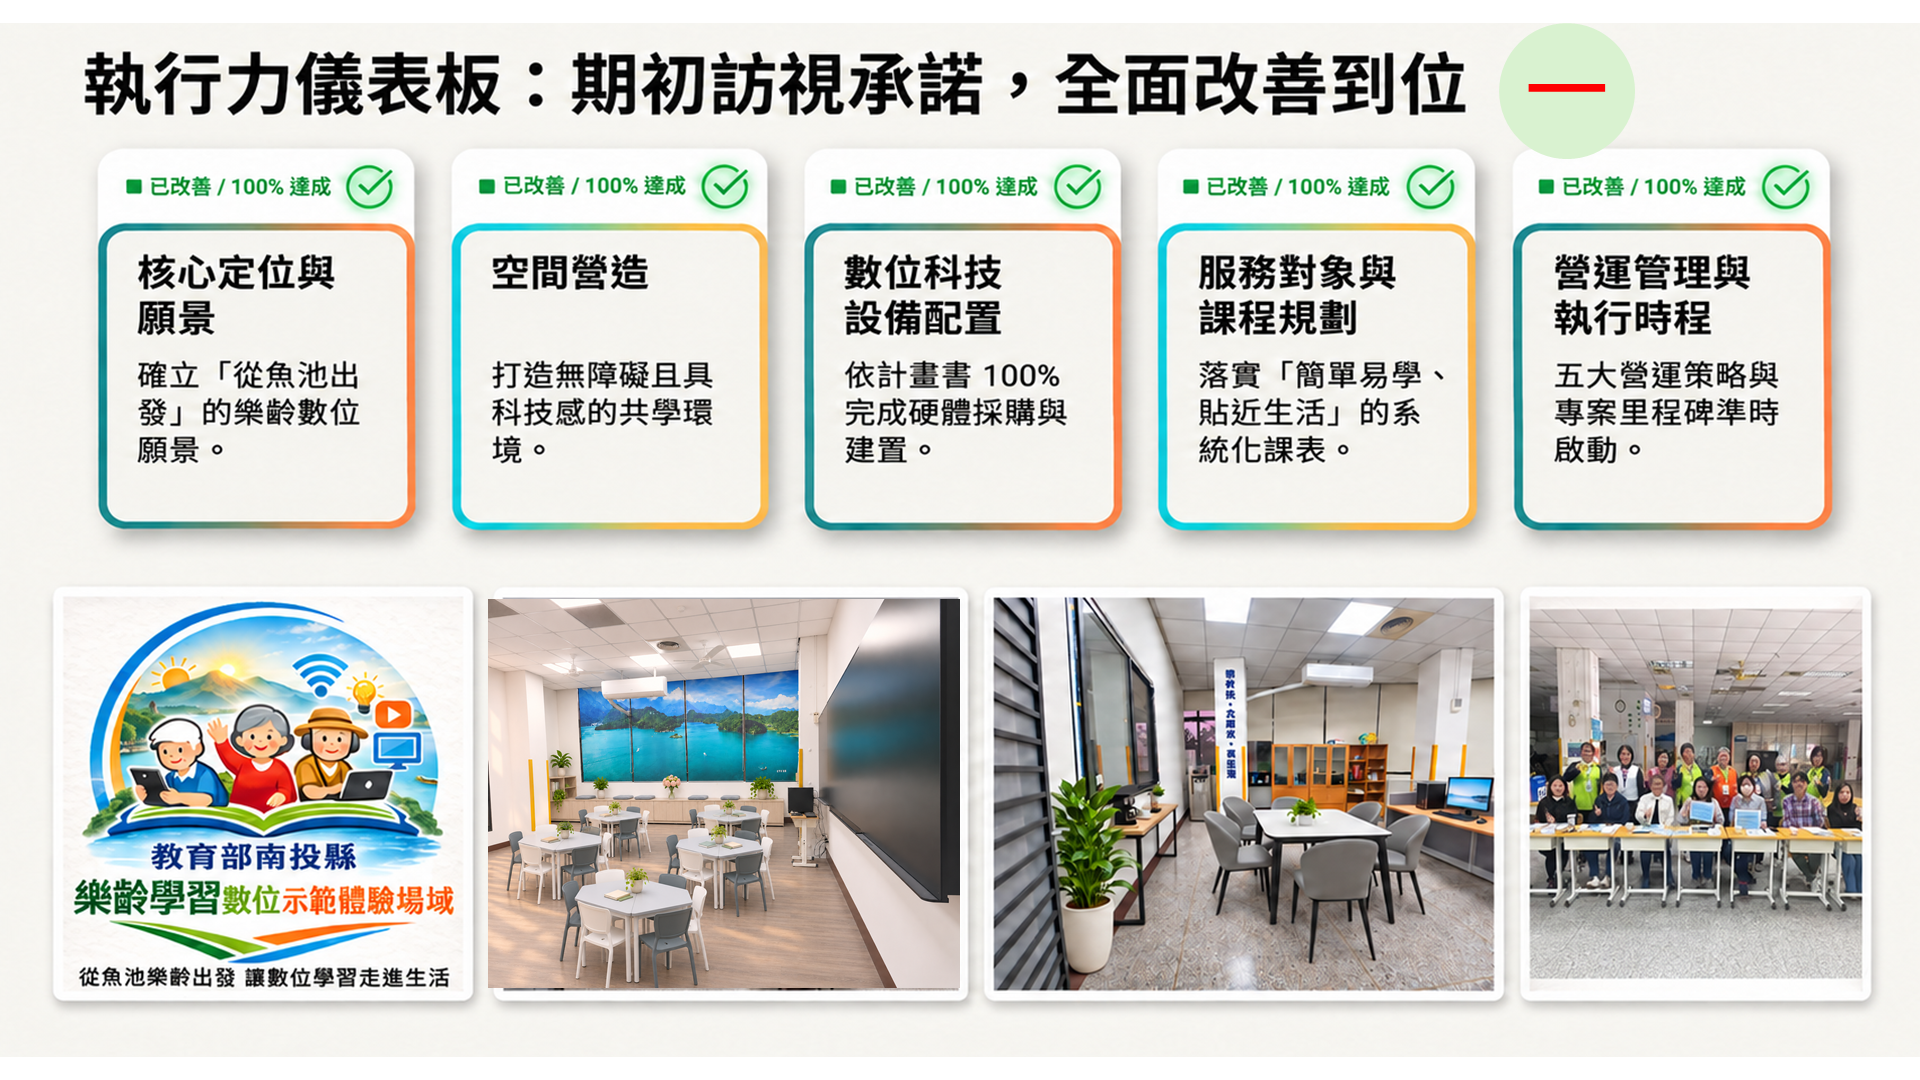 執行力儀表板：期初訪視承諾，全面改善到位
一
已改善 / 100% 達成
核心定位與
願景
確立「從魚池出
發」的樂齡數位
願景。
已改善 / 100% 達成
空間營造
打造無障礙且具
科技感的共學環
境。
已改善 / 100% 達成
數位科技
設備配置
依計畫書 100%
完成硬體採購與
建置。
已改善 / 100% 達成
服務對象與
課程規劃
落實「簡單易學、
貼近生活」的系
統化課表。
已改善 / 100% 達成
營運管理與
執行時程
五大營運策略與
專案里程碑準時
啟動。
教育部南投縣
樂齡學習數位示範體驗場域
從魚池樂齡出發 讓數位學習走進生活